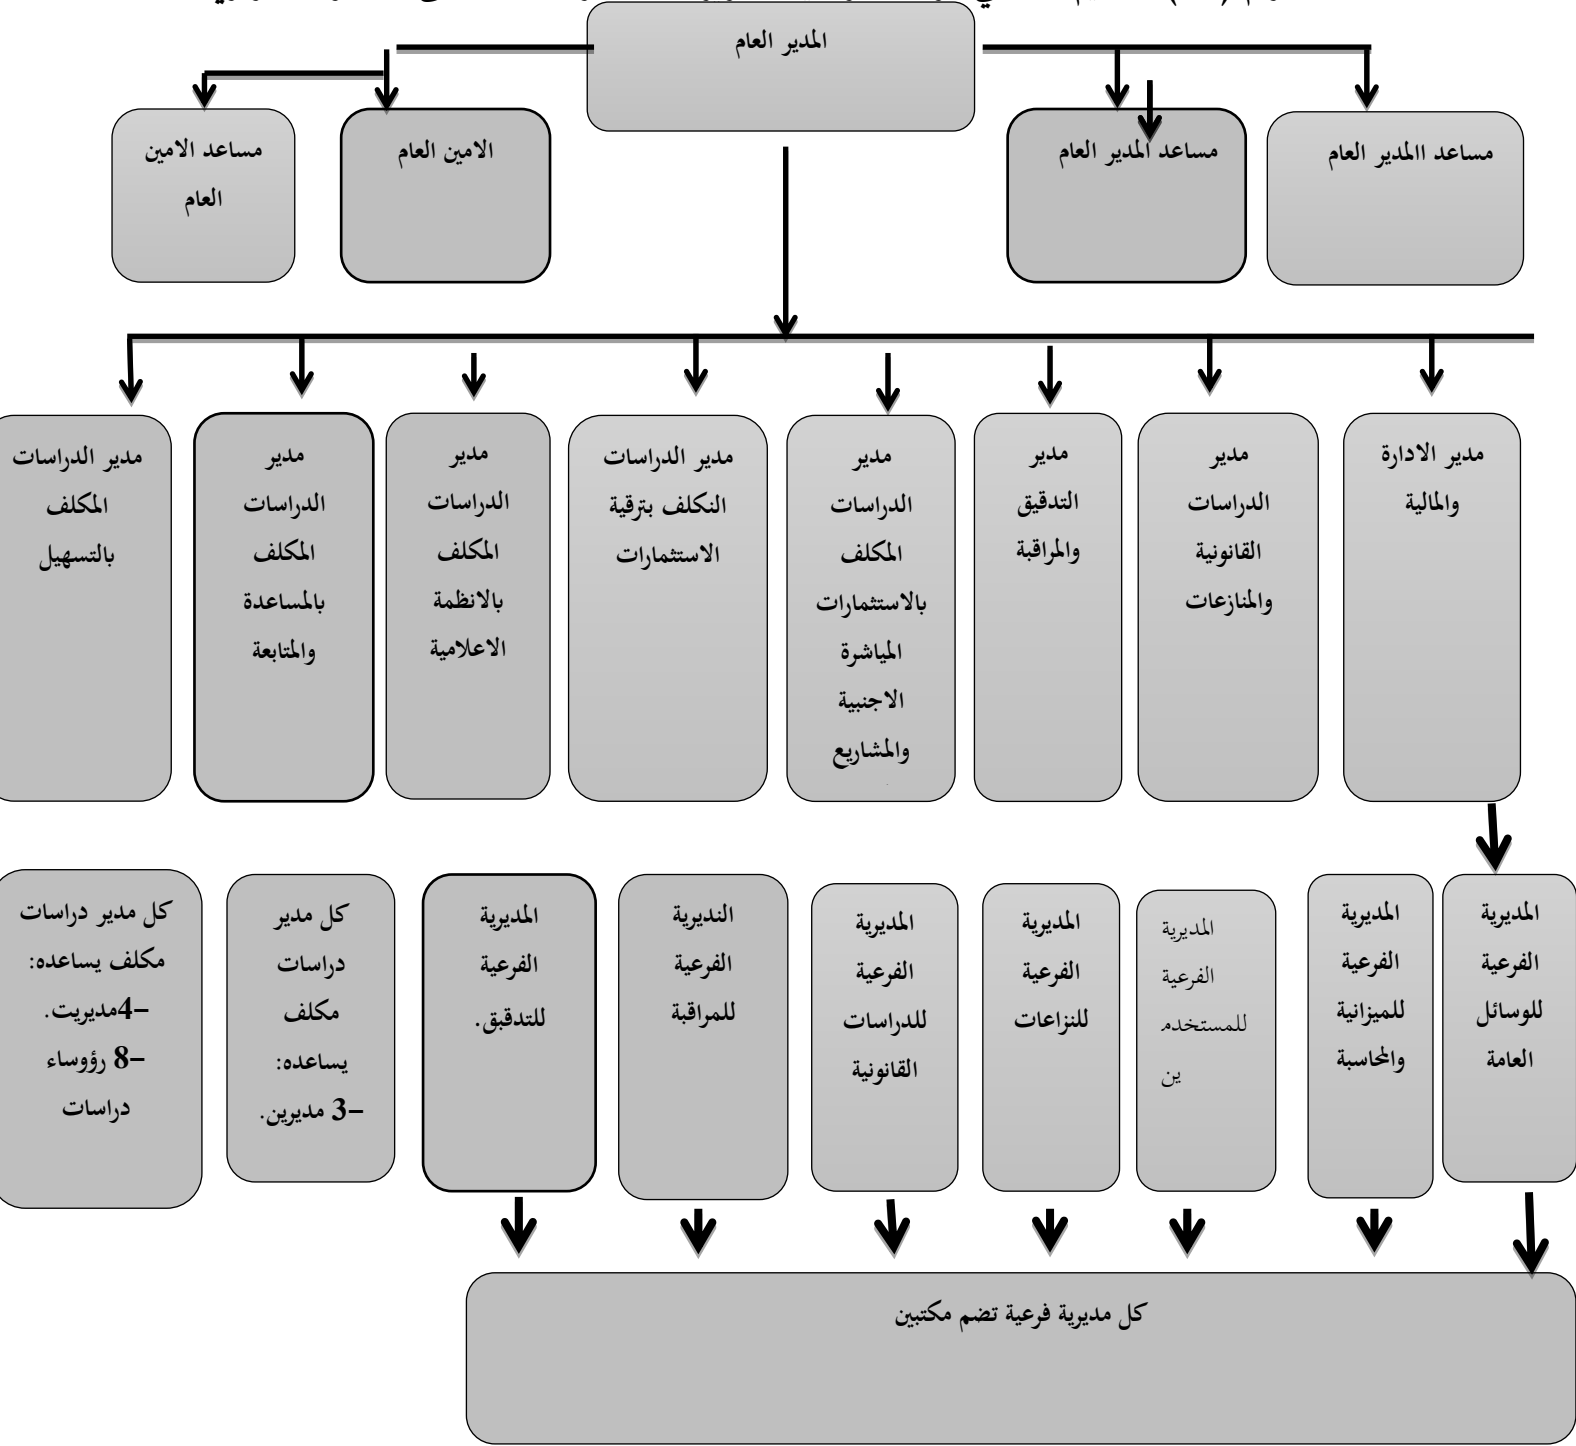 المدير العام
مساعد االمدير العام
مساعد المدير العام
الامين العام
مساعد الامين
العام
مدير الادارة
والمالية
مدير
الدراسات
القانونية
والمنازعات
مدير
التدقيق
والمراقبة
مدير
الدراسات
المكلف
بالاستثمارات
المياشرة
الاجنبية
والمشاريع
مدير الدراسات
النكلف بترقية
الاستثمارات
مدير
الدراسات
المكلف
بالانظمة
الاعلامية
مدير
الدراسات
المكلف
بالمساعدة
والمتابعة
مدير الدراسات
المكلف
بالتسهيل
المديرية
الفرعية
للوسائل
العامة
المديرية
الفرعية
للميزانية
والمحاسبة
المديرية
الفرعية
للمستخدم
ين
المديرية
الفرعية
للنزاعات
المديرية
الفرعية
للدراسات
القانونية
النديرية
الفرعية
للمراقبة
المديرية
الفرعية
للتدقبق.
كل مدير
دراسات
مكلف
يساعده:
-3 مديرين.
كل مدير دراسات
مكلف يساعده:
-4مديريت.
-8 رؤوساء
دراسات
كل مديرية فرعية تضم مكتبين